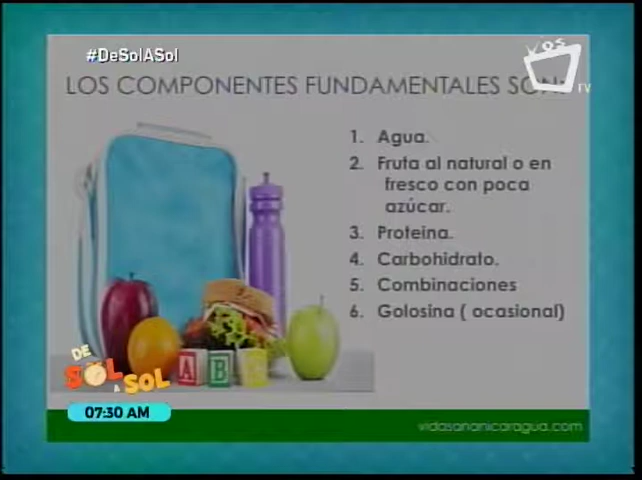 #DeSolASol
VOS
TV
LOS COMPONENTES FUNDAMENTALES SON:
1. Agua.
2. Fruta al natural o en
fresco con poca
azúcar.
3. Proteina.
4. Carbohidrato.
5. Combinaciones
6. Golosina ( ocasional)
A B C
DE
SOL
A SOL
07:30 AM
vidasananicaragua.com